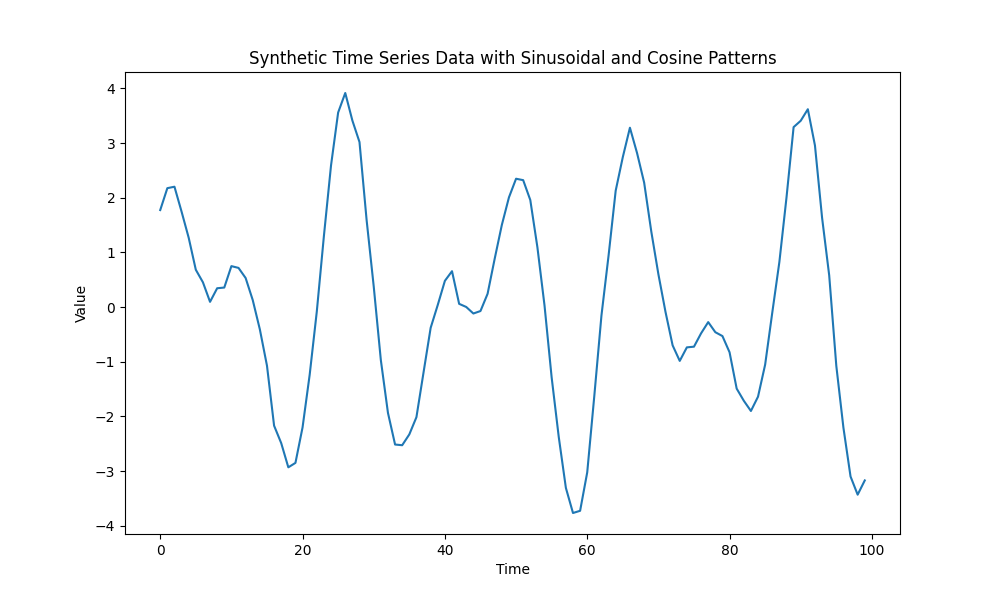 Synthetic Time Series Data with Sinusoidal and Cosine Patterns
4
3
2
1
0
−1
−2
−3
−4
Value
0 20 40 60 80 100
Time